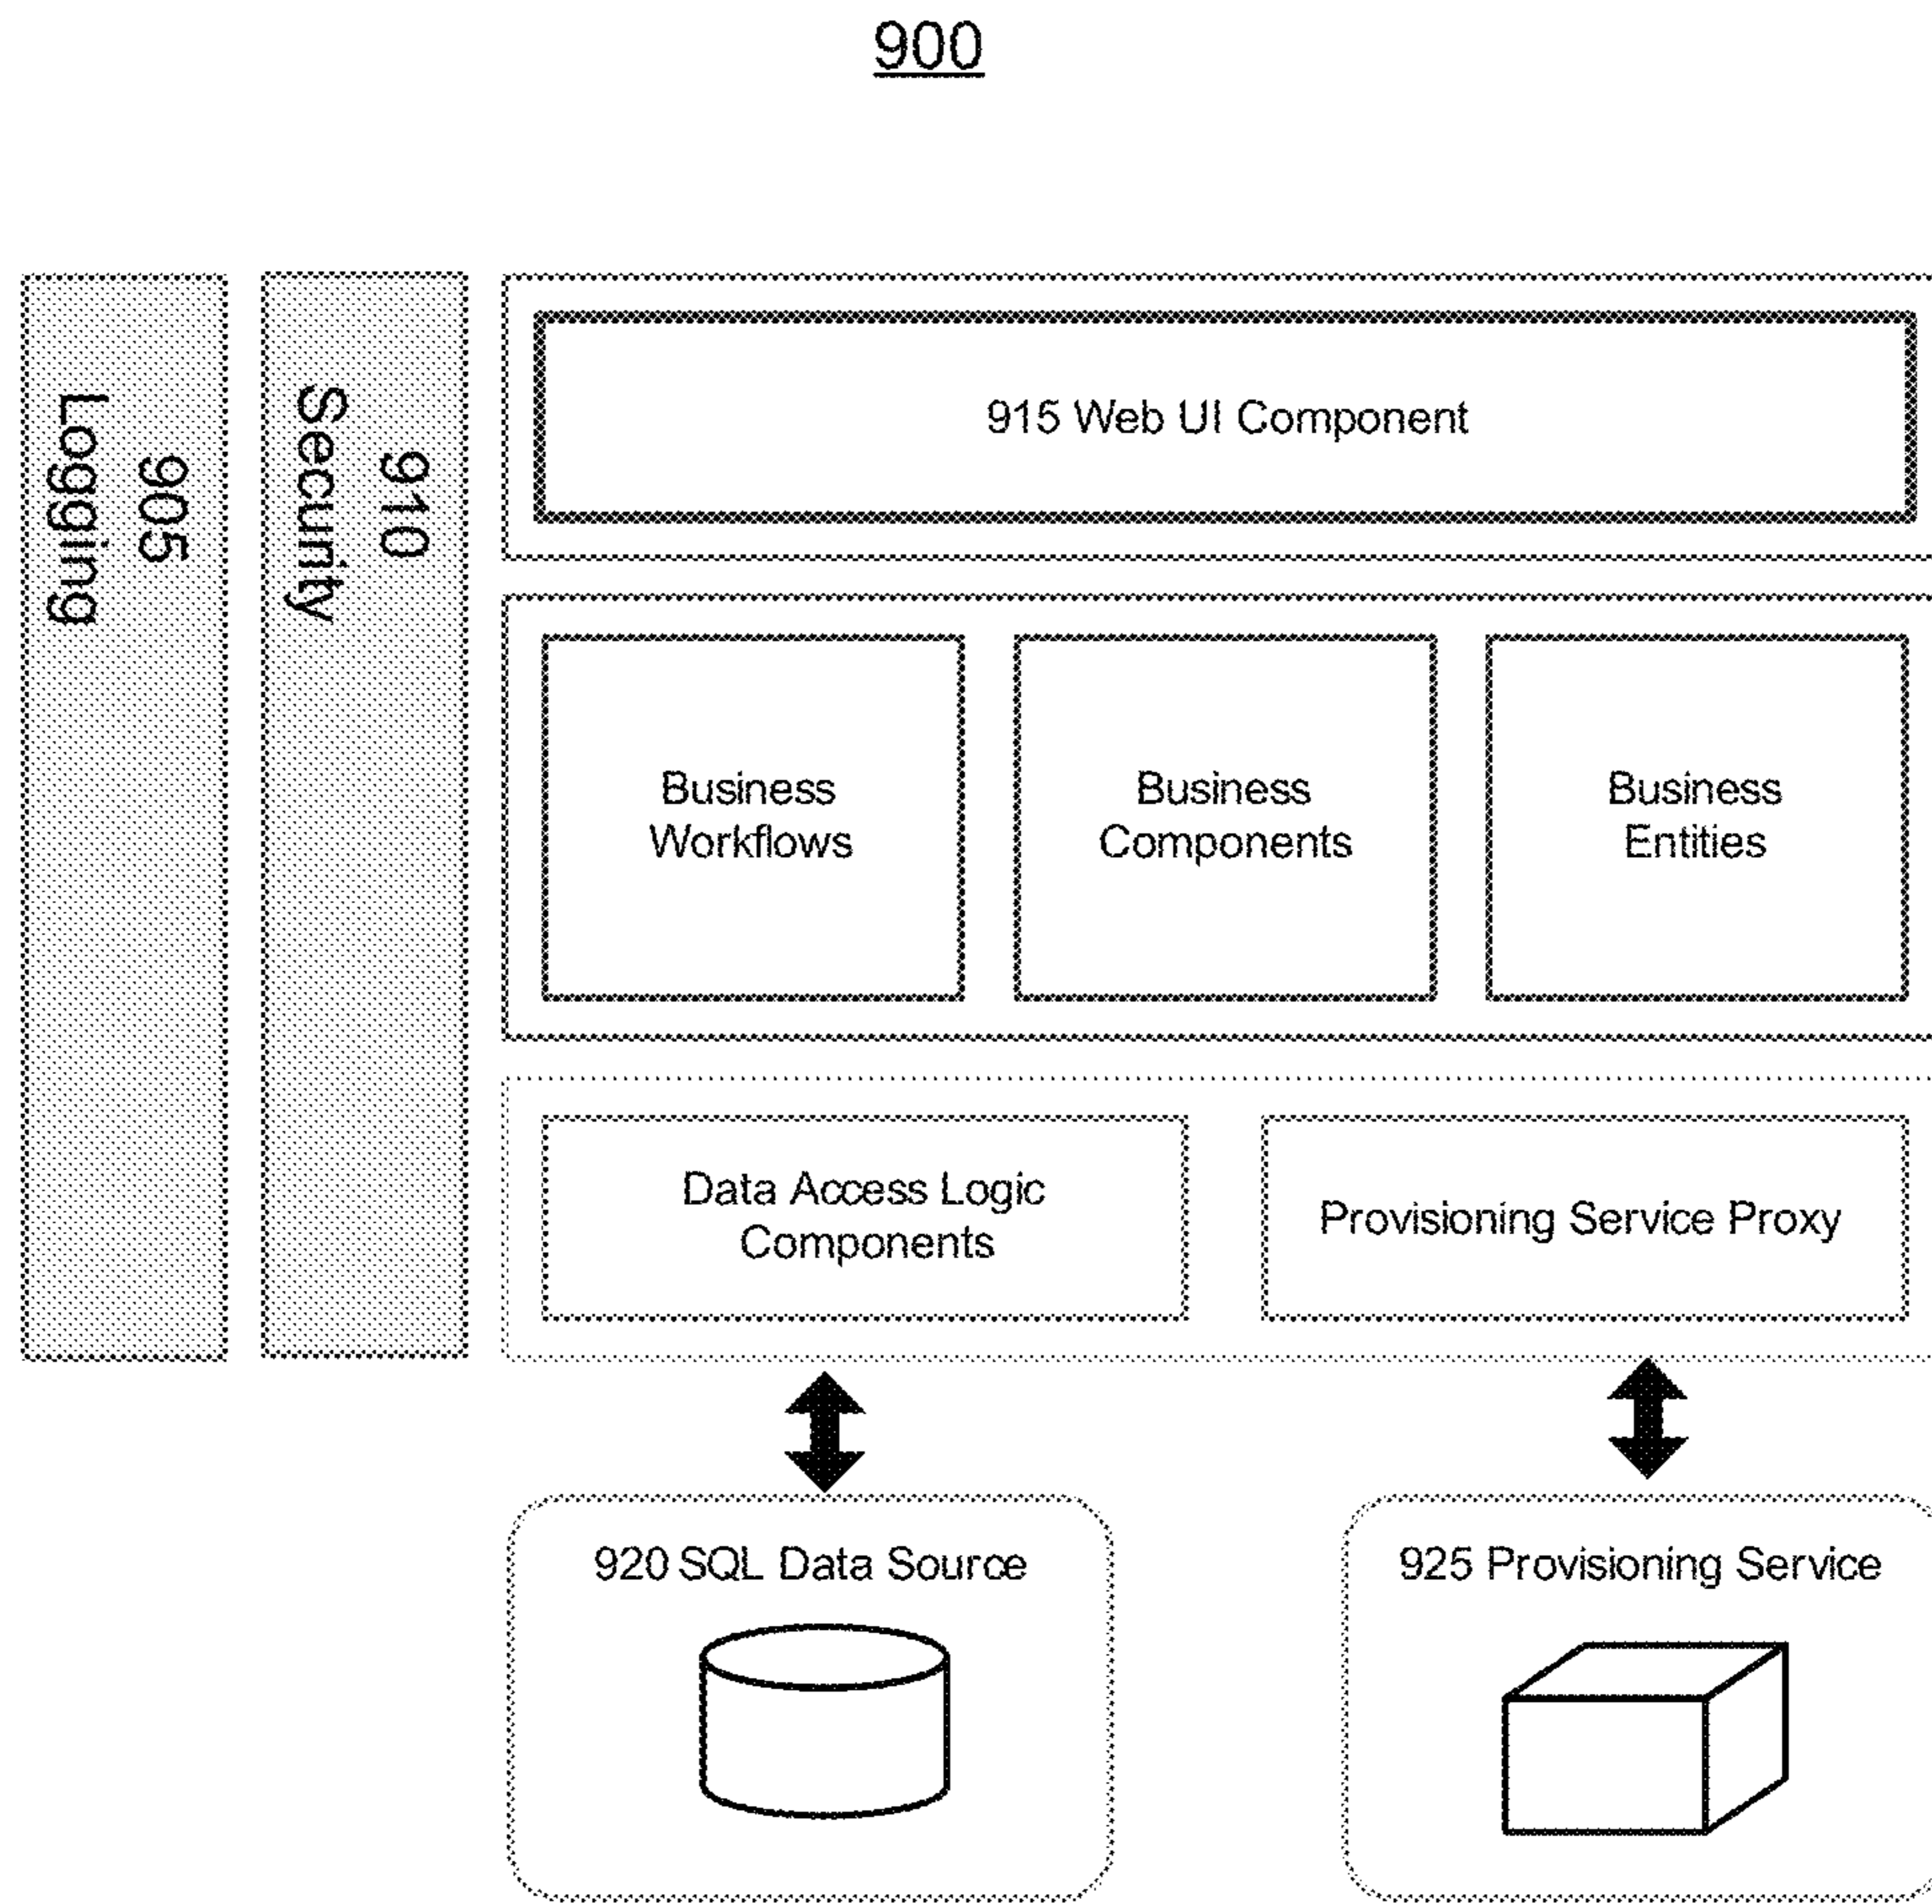 900
905
Logging
910
Security
915 Web UI Component
Business
Workflows
Business
Components
Business
Entities
Data Access Logic
Components
Provisioning Service Proxy
920 SQL Data Source
925 Provisioning Service